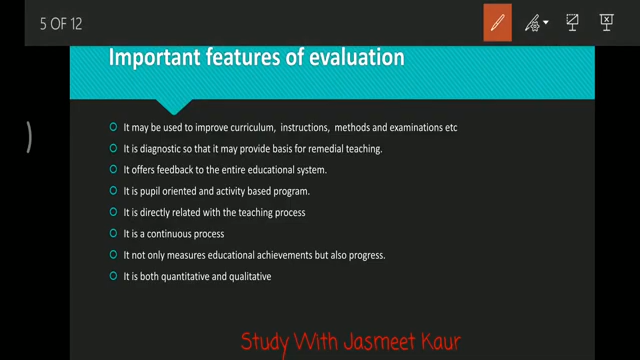 5 OF 12
Important features of evaluation
It may be used to improve curriculum, instructions, methods and examinations etc
It is diagnostic so that it may provide basis for remedial teaching.
It offers feedback to the entire educational system.
It is pupil oriented and activity based program.
It is directly related with the teaching process
It is a continuous process
It not only measures educational achievements but also progress.
It is both quantitative and qualitative
Study With Jasmeet Kaur